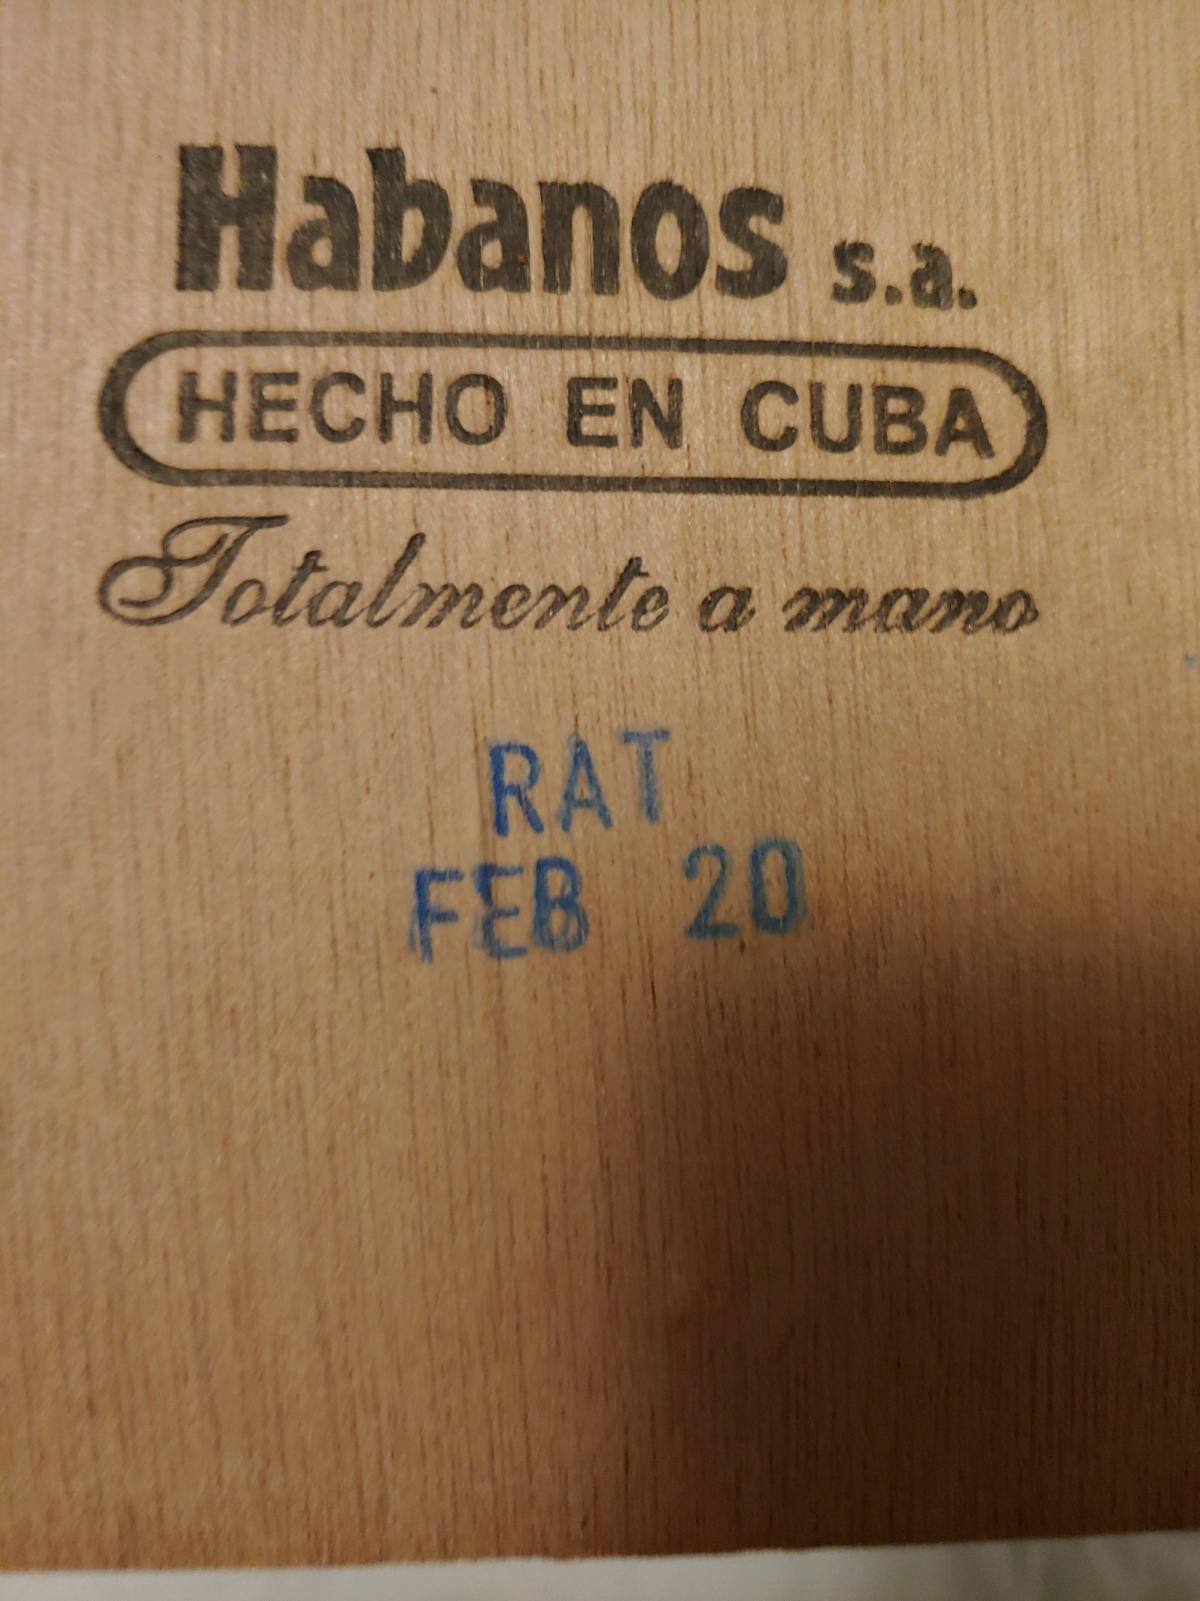 Habanos s.a.
HECHO EN CUBA
Totalmente a mano
RAT
FEB 20